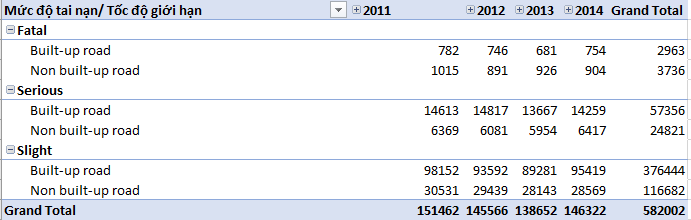 Mức độ tai nạn/ Tốc độ giới hạn 2011 2012 2013 2014 Grand Total
Fatal
Built-up road 782 746 681 754 2963
Non built-up road 1015 891 926 904 3736
Serious
Built-up road 14613 14817 13667 14259 57356
Non built-up road 6369 6081 5954 6417 24821
Slight
Built-up road 98152 93592 89281 95419 376444
Non built-up road 30531 29439 28143 28569 116682
Grand Total 151462 145566 138652 146322 582002